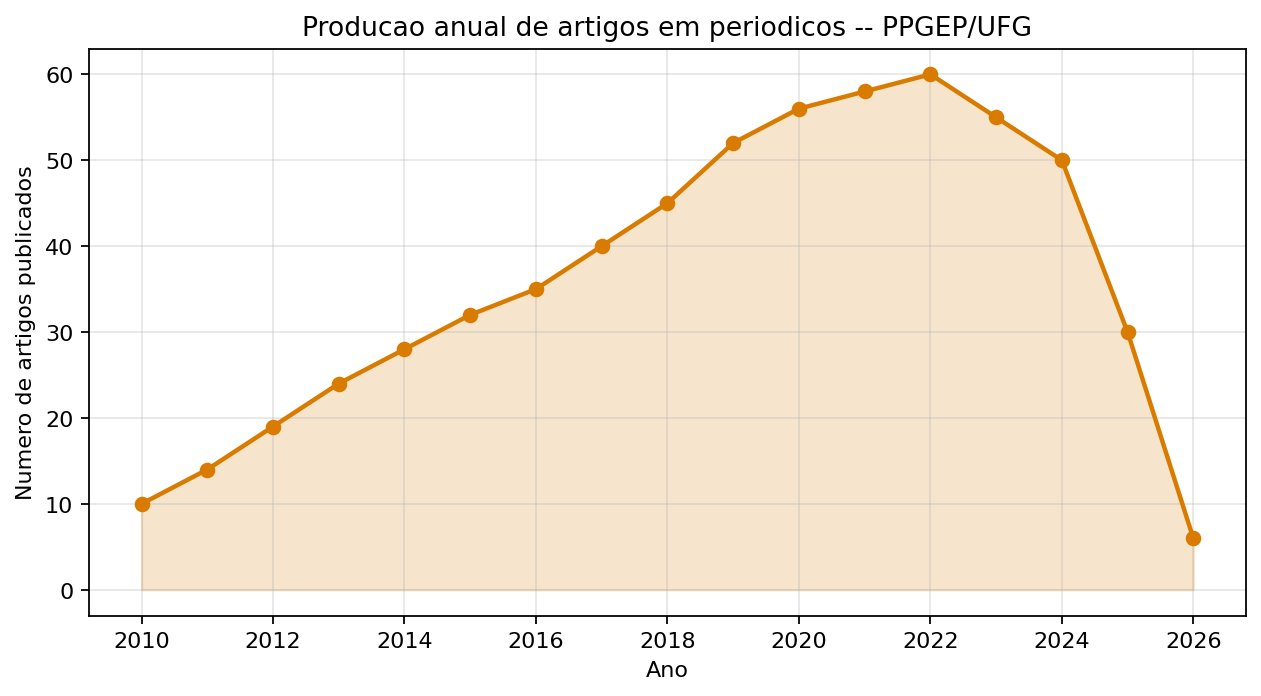 Producao anual de artigos em periodicos -- PPGEP/UFG
Numero de artigos publicados
60
50
40
30
20
10
0
2010 2012 2014 2016 2018 2020 2022 2024 2026
Ano